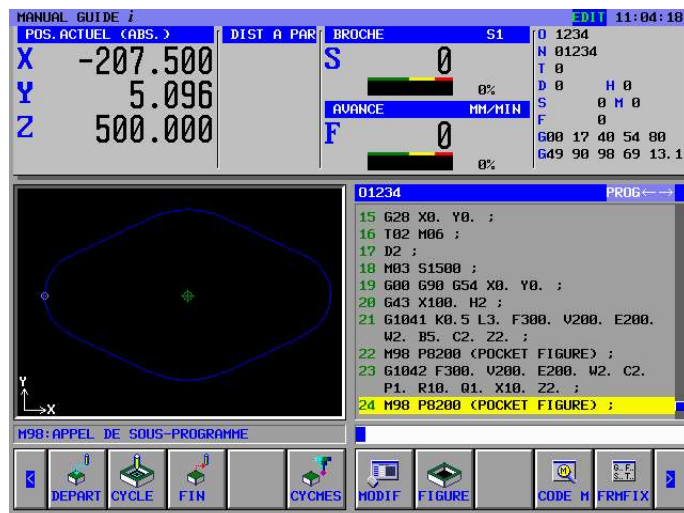 MANUAL GUIDE i
EDIT 11:04:18
POS.ACTUEL (ABS.)
X -207.500
Y 5.096
Z 500.000
DIST A PAR
BROCHE S1
S 0
0%
AVANCE MM/MIN
F 0
0%
O 1234
N 01234
T 0
D 0 H 0
S 0 M 0
F 0
G00 17 40 54 80
G49 90 98 69 13.1
Y
X
O1234 PROG←→
15 G28 X0. Y0. ;
16 T02 M06 ;
17 D2 ;
18 M03 S1500 ;
19 G00 G90 G54 X0. Y0. ;
20 G43 X100. H2 ;
21 G1041 K0.5 L3. F300. V200. E200.
W2. B5. C2. Z2. ;
22 M98 P8200 (POCKET FIGURE) ;
23 G1042 F300. V200. E200. W2. C2.
P1. R10. Q1. X10. Z2. ;
24 M98 P8200 (POCKET FIGURE) ;
M98:APPEL DE SOUS-PROGRAMME
DEPART CYCLE FIN CYCMES MODIF FIGURE CODE M FRMFIX